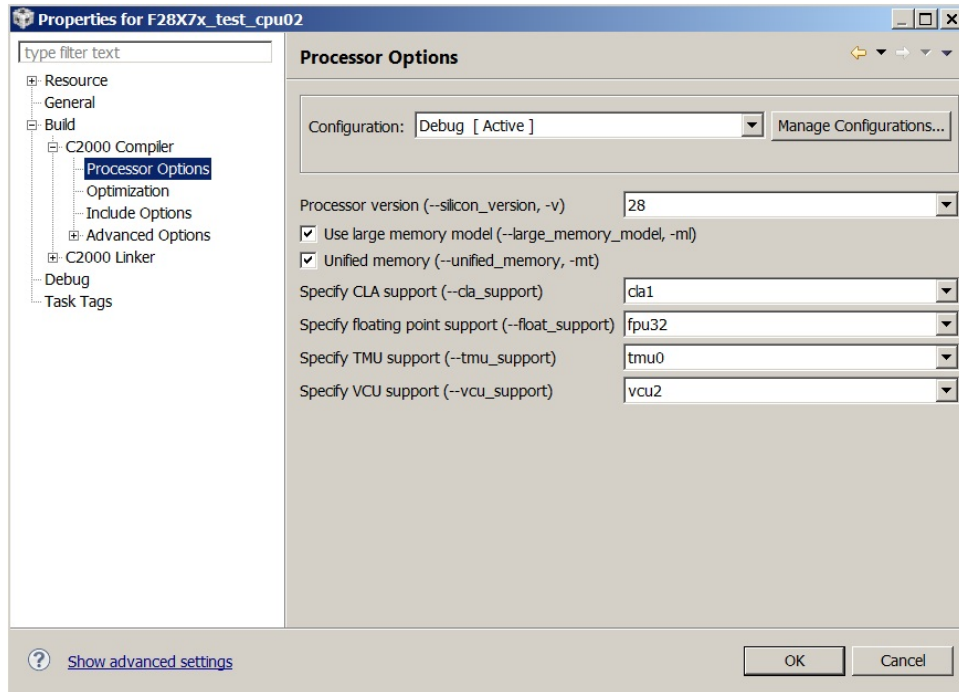 Properties for F28X7x_test_cpu02
type filter text
Resource
General
Build
C2000 Compiler
Processor Options
Optimization
Include Options
Advanced Options
C2000 Linker
Debug
Task Tags
Processor Options
Configuration: Debug [ Active ] Manage Configurations...
Processor version (--silicon_version, -v) 28
Use large memory model (--large_memory_model, -ml)
Unified memory (--unified_memory, -mt)
Specify CLA support (--cla_support) cla1
Specify floating point support (--float_support) fpu32
Specify TMU support (--tmu_support) tmu0
Specify VCU support (--vcu_support) vcu2
? Show advanced settings OK Cancel